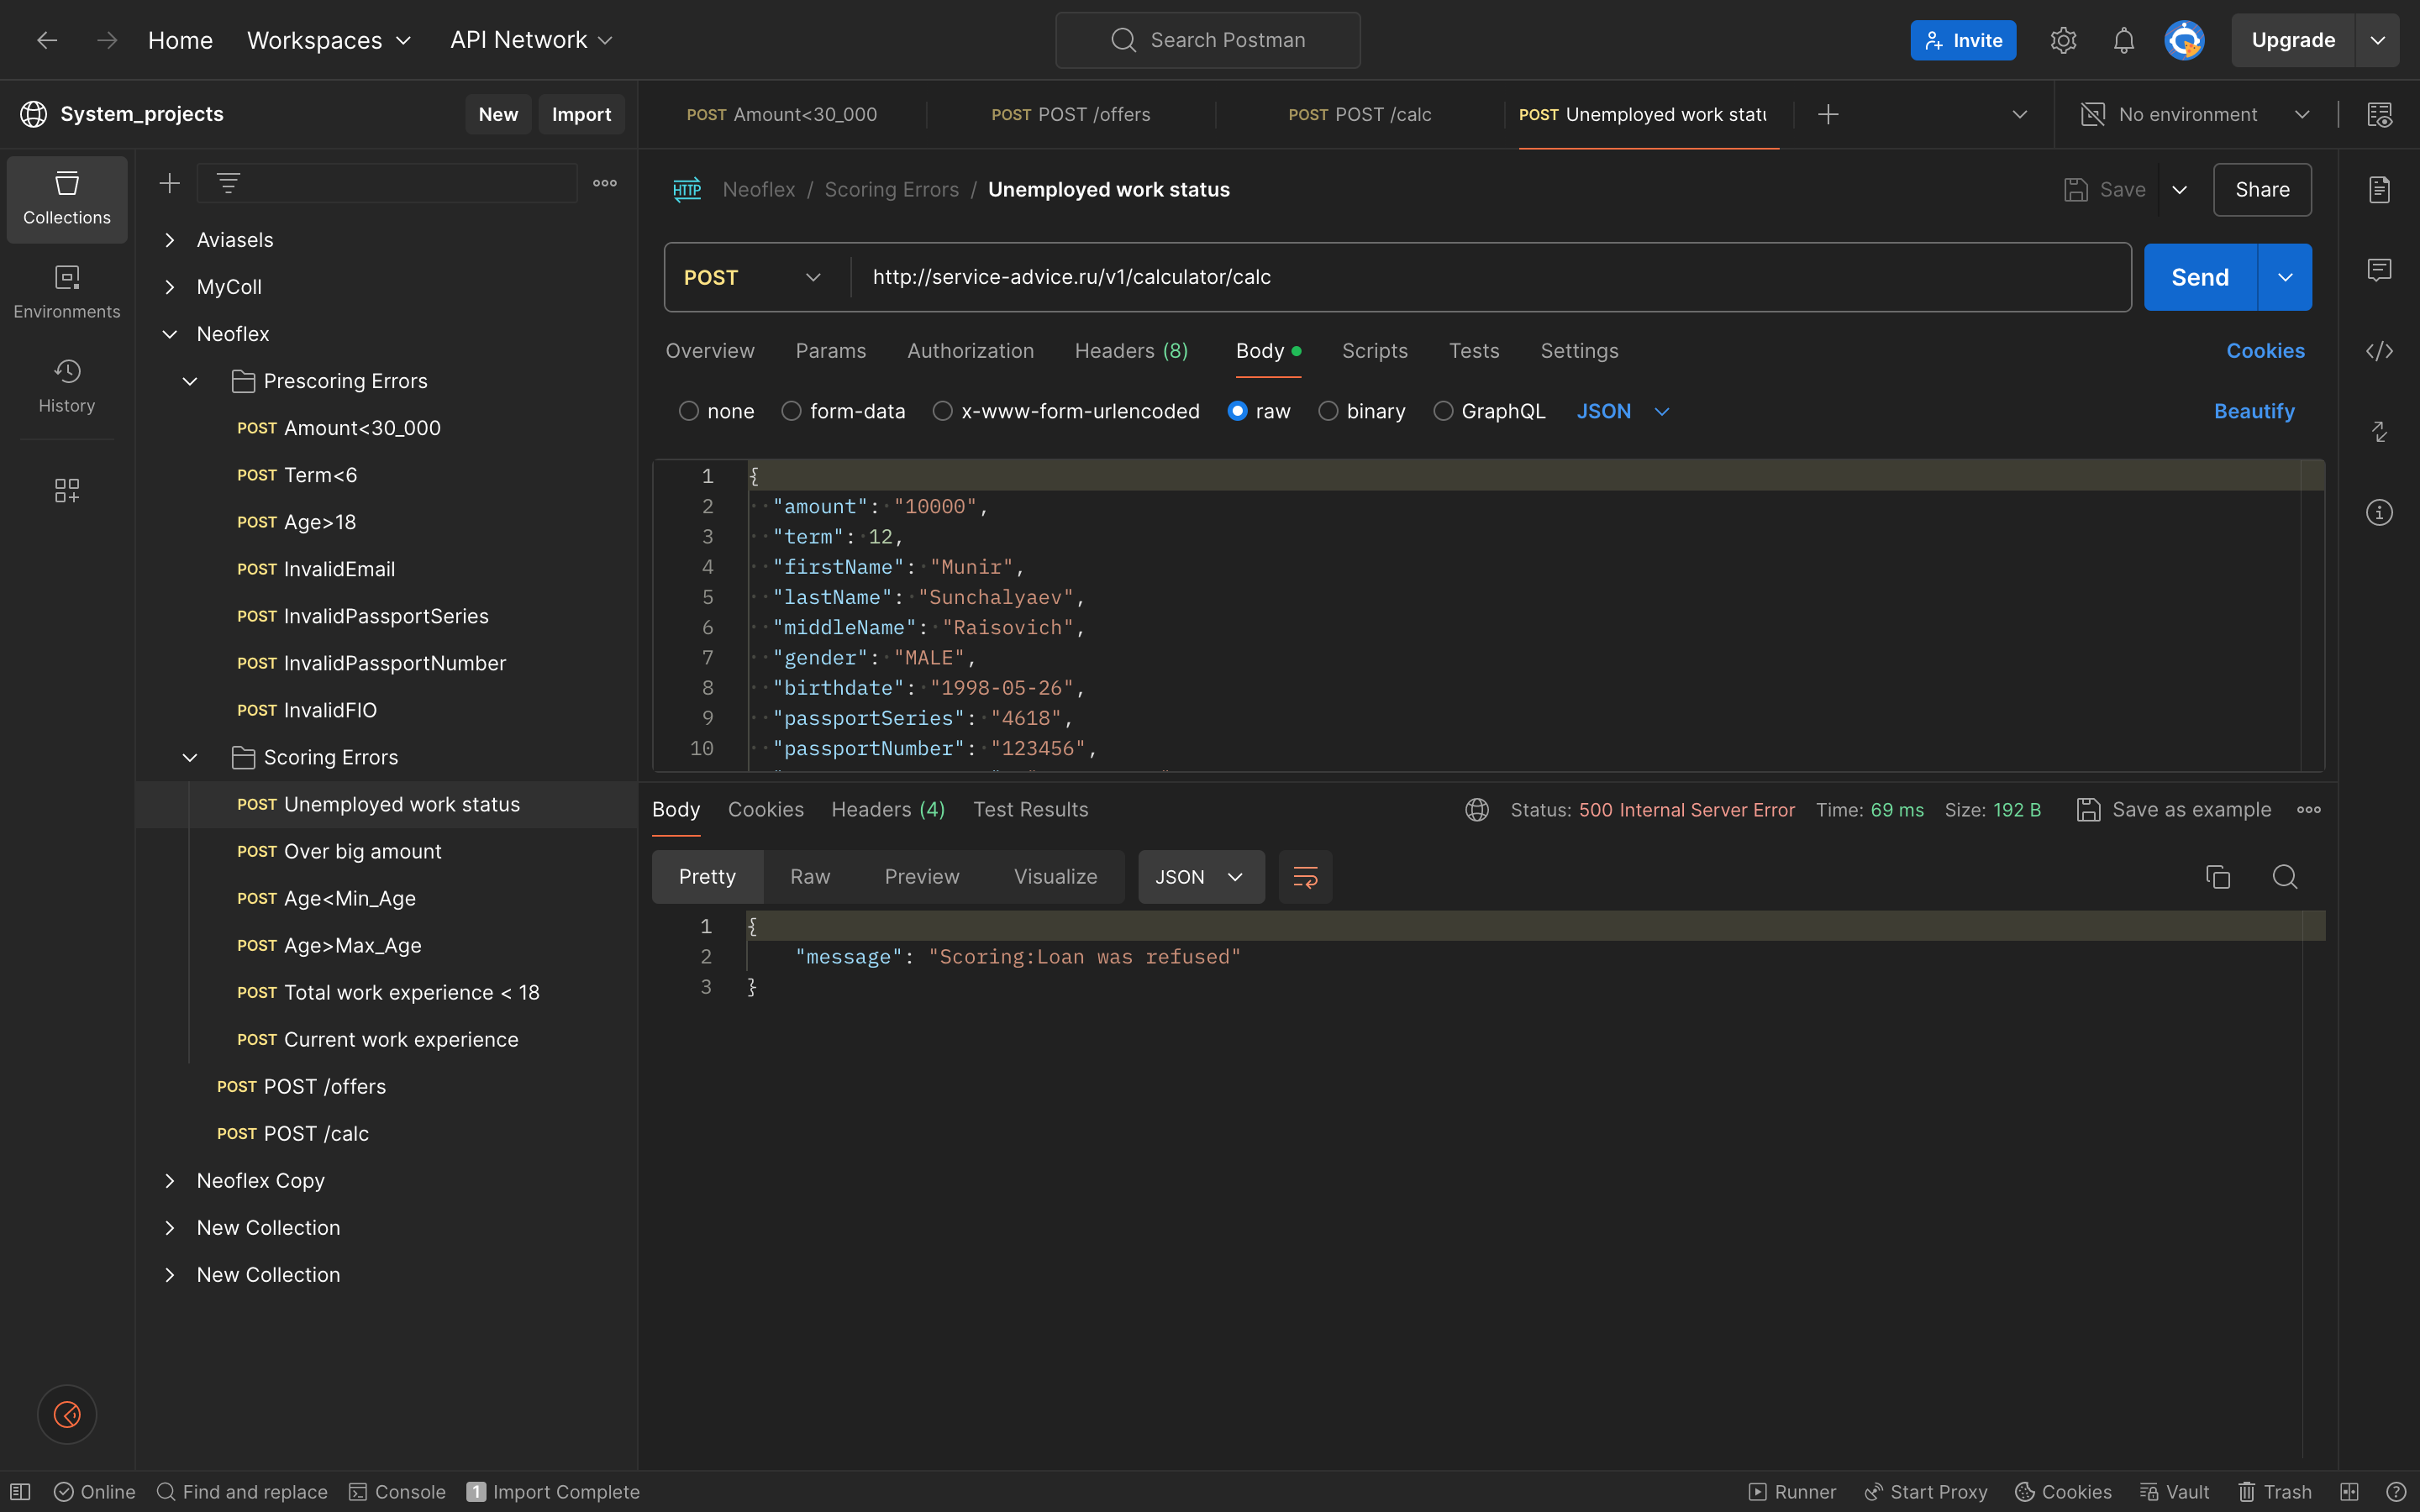 Home Workspaces API Network Search Postman Invite Upgrade
System_projects New Import
POST Amount<30_000 POST POST /offers POST POST /calc POST Unemployed work stat No environment
Collections
Environments
History
Aviasels
MyColl
Neoflex
Prescoring Errors
POST Amount<30_000
POST Term<6
POST Age>18
POST InvalidEmail
POST InvalidPassportSeries
POST InvalidPassportNumber
POST InvalidFIO
Scoring Errors
POST Unemployed work status
POST Over big amount
POST Age<Min_Age
POST Age>Max_Age
POST Total work experience < 18
POST Current work experience
POST POST /offers
POST POST /calc
Neoflex Copy
New Collection
New Collection
HTTP Neoflex / Scoring Errors / Unemployed work status Save Share
POST http://service-advice.ru/v1/calculator/calc Send
Overview Params Authorization Headers (8) Body Scripts Tests Settings Cookies
none form-data x-www-form-urlencoded raw binary GraphQL JSON Beautify
1 {
2 "amount": "10000",
3 "term": 12,
4 "firstName": "Munir",
5 "lastName": "Sunchalyaev",
6 "middleName": "Raisovich",
7 "gender": "MALE",
8 "birthdate": "1998-05-26",
9 "passportSeries": "4618",
10 "passportNumber": "123456",
Body Cookies Headers (4) Test Results Status: 500 Internal Server Error Time: 69 ms Size: 192 B Save as example
Pretty Raw Preview Visualize JSON
1 {
2 "message": "Scoring:Loan was refused"
3 }
Online Find and replace Console 1 Import Complete Runner Start Proxy Cookies Vault Trash